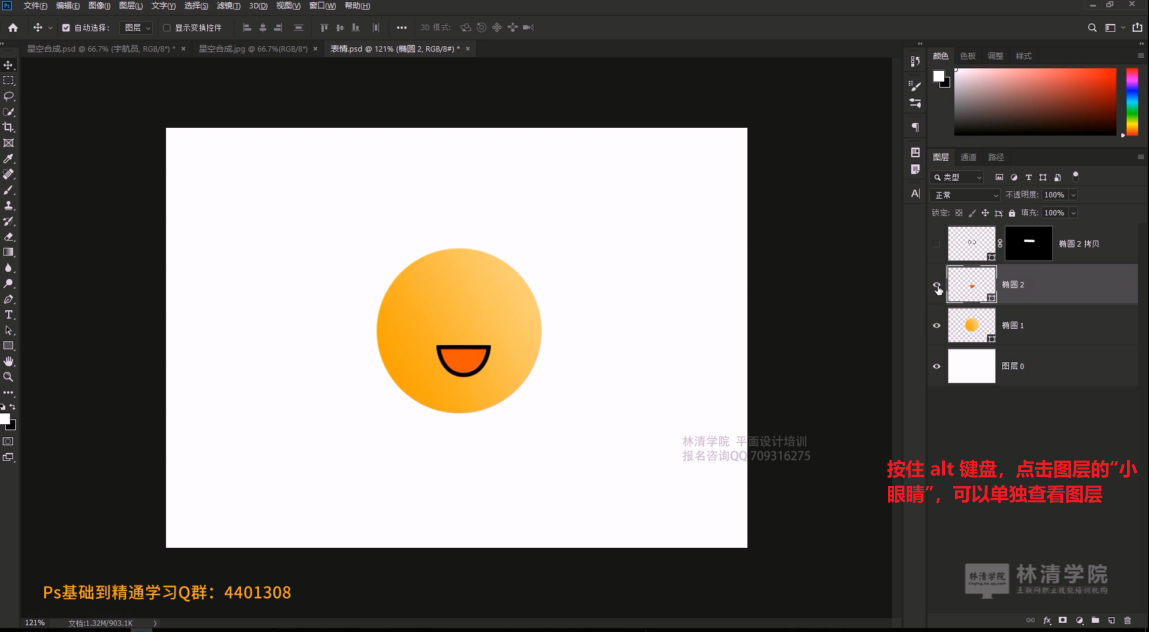 文件(F) 编辑(E) 图像(I) 图层(L) 文字(Y) 选择(S) 滤镜(T) 3D(D) 视图(V) 窗口(W) 帮助(H)
自动选择: 图层 显示变换控件 3D 模式:
星空合成.psd @ 66.7% (宇航员, RGB/8*) * × 星空合成.jpg @ 66.7%(RGB/8*) × 表情.psd @ 121% (椭圆 2, RGB/8#) * ×
颜色 色板 调整 样式
图层 通道 路径
类型
正常 不透明度: 100%
锁定: 填充: 100%
椭圆 2 拷贝
椭圆 2
椭圆 1
图层 0
林清学院 平面设计培训
报名咨询QQ 709316275
按住 alt 键盘，点击图层的“小
眼睛”，可以单独查看图层
林清学院
林清学院
Ps基础到精通学习Q群：4401308
121% 文档:1.32M/903.1K